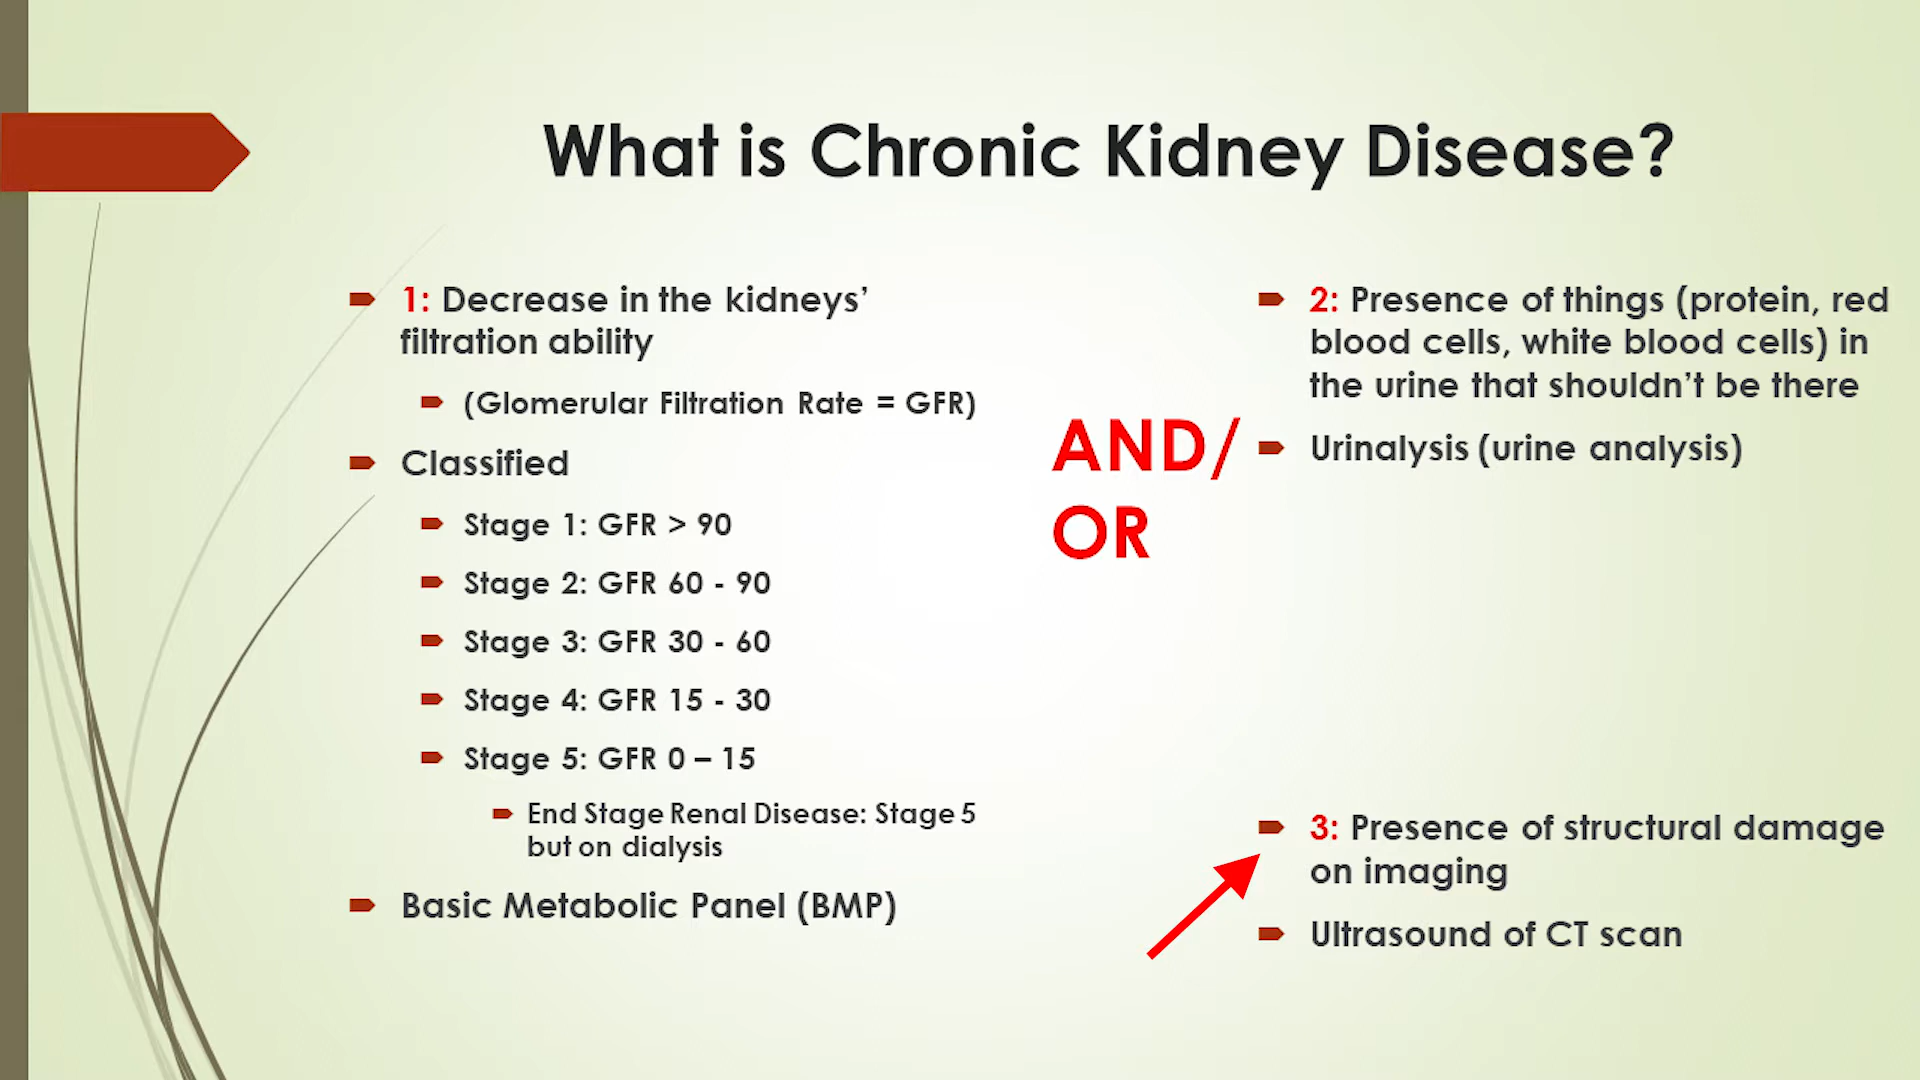 What is Chronic Kidney Disease?
1: Decrease in the kidneys’
filtration ability
(Glomerular Filtration Rate = GFR)
Classified
Stage 1: GFR > 90
Stage 2: GFR 60 - 90
Stage 3: GFR 30 - 60
Stage 4: GFR 15 - 30
Stage 5: GFR 0 – 15
End Stage Renal Disease: Stage 5
but on dialysis
Basic Metabolic Panel (BMP)
AND/
OR
2: Presence of things (protein, red
blood cells, white blood cells) in
the urine that shouldn’t be there
Urinalysis (urine analysis)
3: Presence of structural damage
on imaging
Ultrasound of CT scan